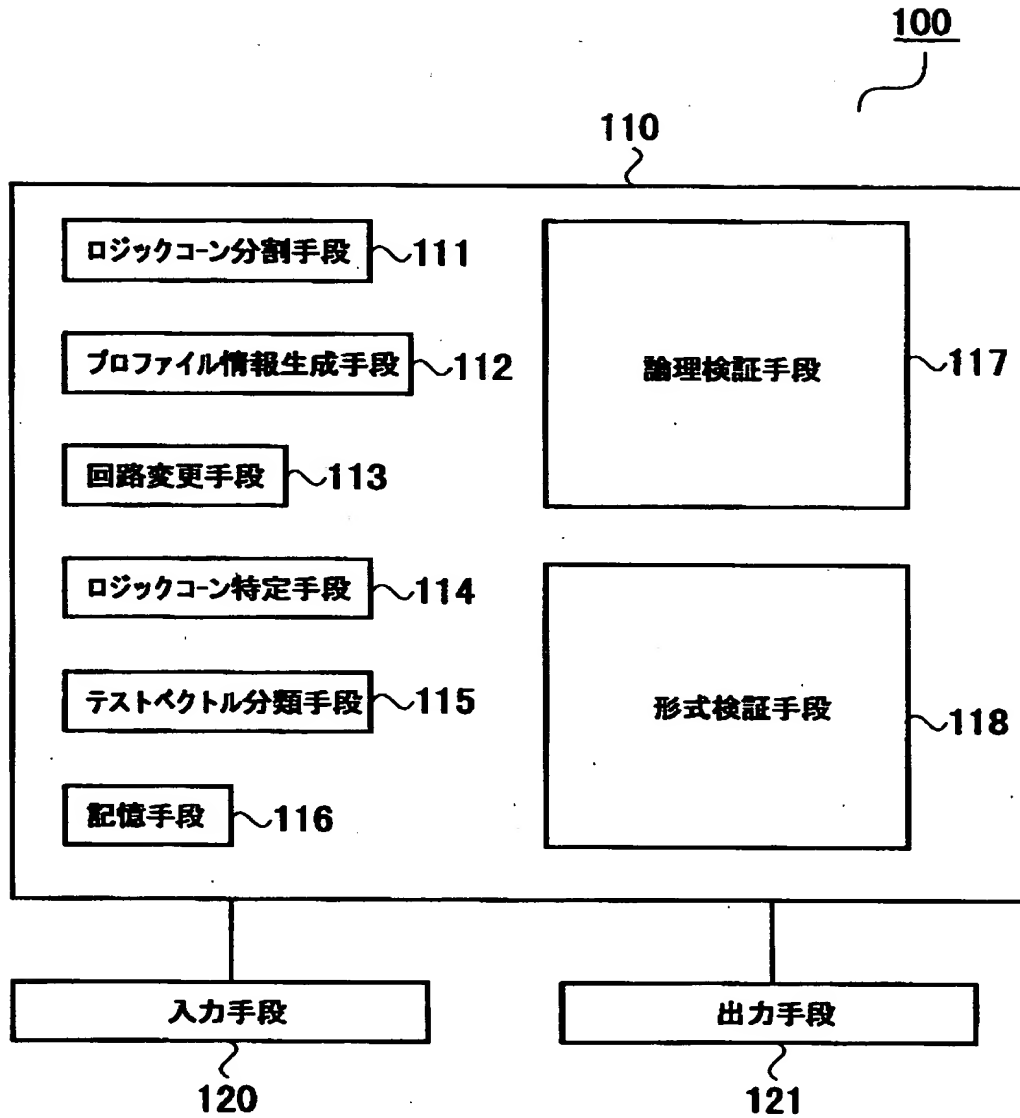 100
110
ロジックコーン分割手段 111
プロファイル情報生成手段 112
回路変更手段 113
ロジックコーン特定手段 114
テストベクトル分類手段 115
記憶手段 116
論理検証手段 117
形式検証手段 118
入力手段
120
出力手段
121